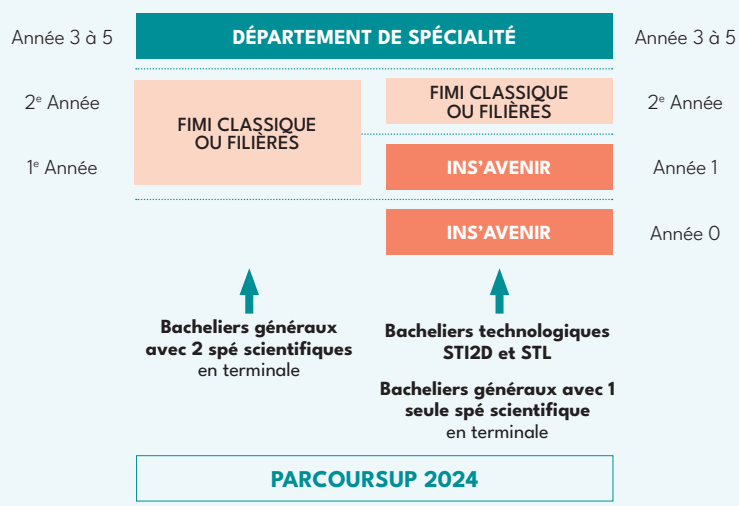 Année 3 à 5
DÉPARTEMENT DE SPÉCIALITÉ
Année 3 à 5
2e Année
FIMI CLASSIQUE
OU FILIÈRES
1e Année
FIMI CLASSIQUE
OU FILIÈRES
2e Année
INS'AVENIR
Année 1
INS'AVENIR
Année 0
Bacheliers généraux
avec 2 spé scientifiques
en terminale
Bacheliers technologiques
STI2D et STL
Bacheliers généraux avec 1
seule spé scientifique
en terminale
PARCOURSUP 2024